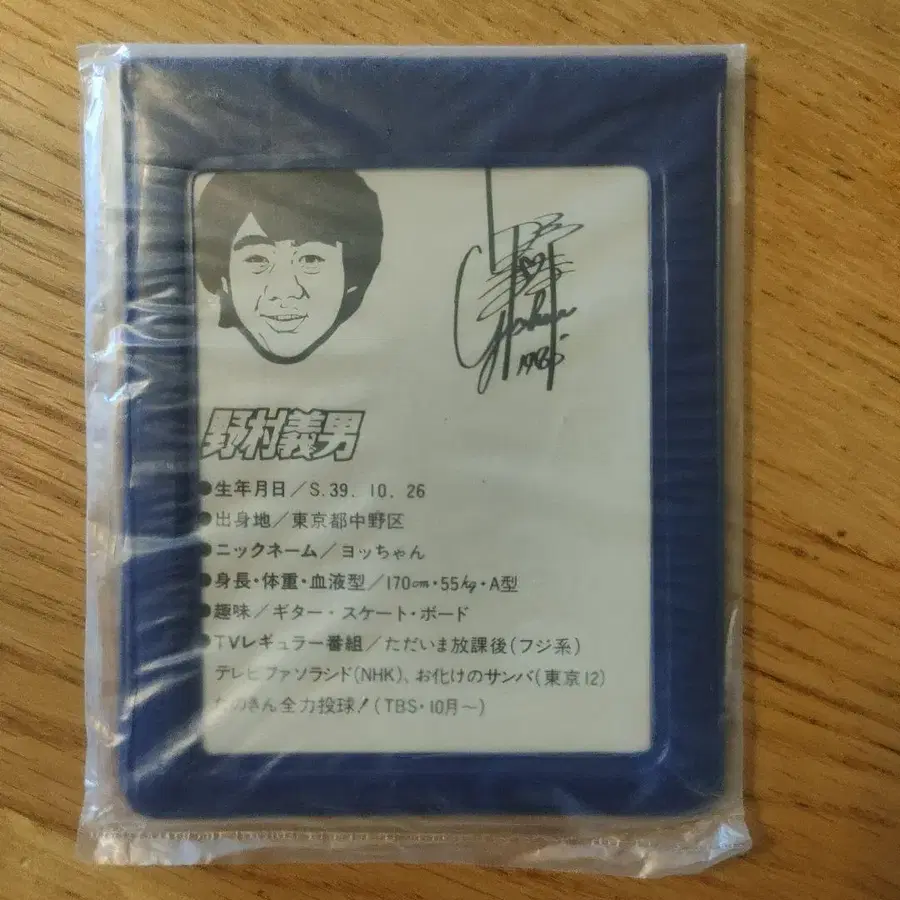 野村義男
●生年月日／S.39. 10. 26
●出身地／東京都中野区
●ニックネーム／ヨッちゃん
●身長・体重・血液型／170cm・55kg・A型
●趣味／ギター・スケート・ボード
●TVレギュラー番組／ただいま放課後(フジ系)
テレビファソラシド(NHK)、お化けのサンバ(東京12)
たのきん全力投球！(TBS・10月〜)